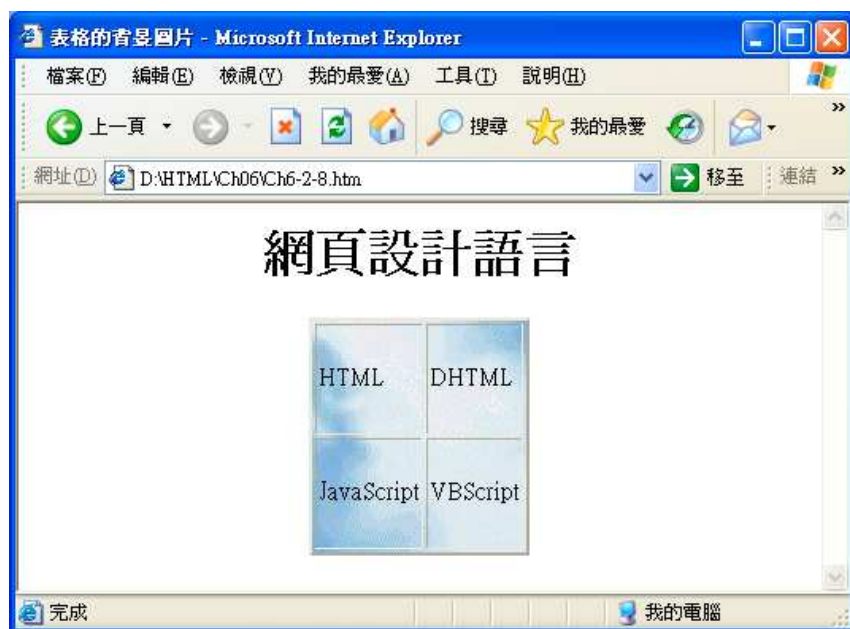 表格的背景圖片 - Microsoft Internet Explorer
檔案(F) 編輯(E) 檢視(V) 我的最愛(A) 工具(T) 說明(H)
上一頁 搜尋 我的最愛 »
網址(D) D:\HTML\Ch06\Ch6-2-8.htm 移至 連結 »
網頁設計語言
HTML DHTML
JavaScript VBScript
完成 我的電腦